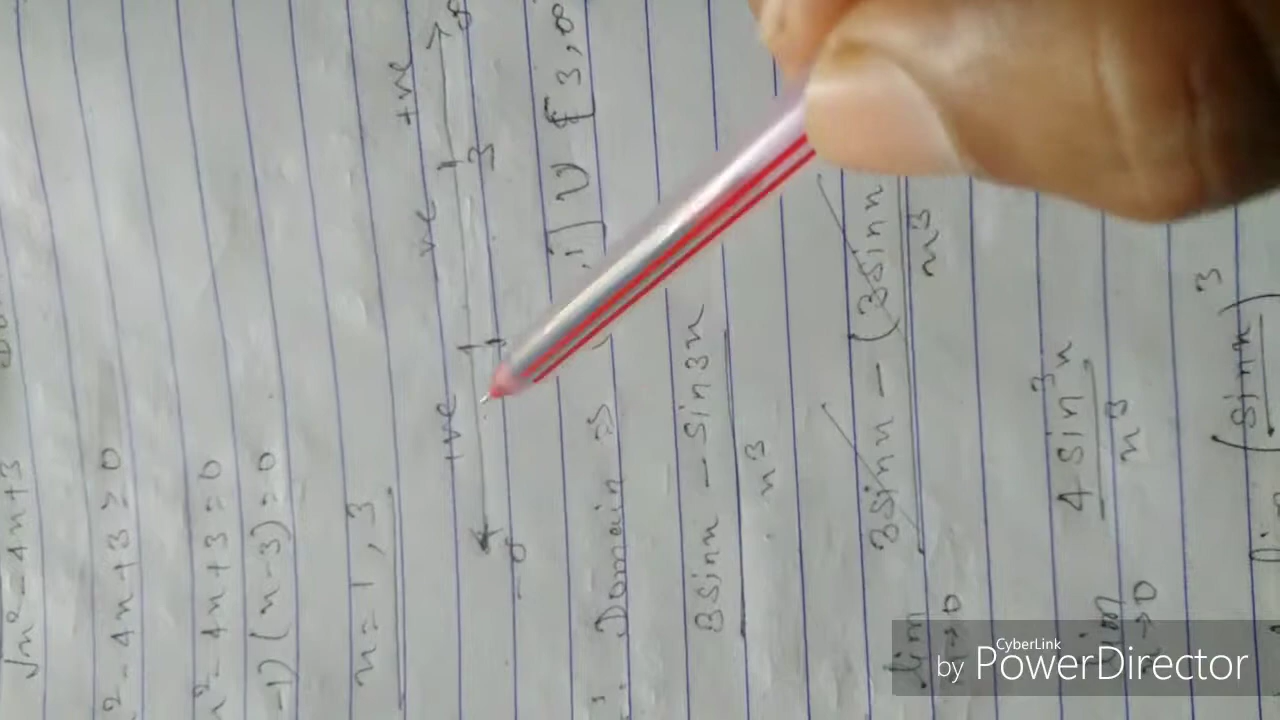 √x²-4x+3
x²-4x+3 ≥ 0
x²-4x+3=0
-1)(x-3)=0
x=1,3
+ve -ve +ve
1 3 ∞
Domain ⇒ ,1] ∪ [3,∞
3sinx - sin3x
x³
lim 3sinx - (3sinx
x→0 x³
lim 4sin³x
x→0 x³
lim (sinx)³
CyberLink
by PowerDirector